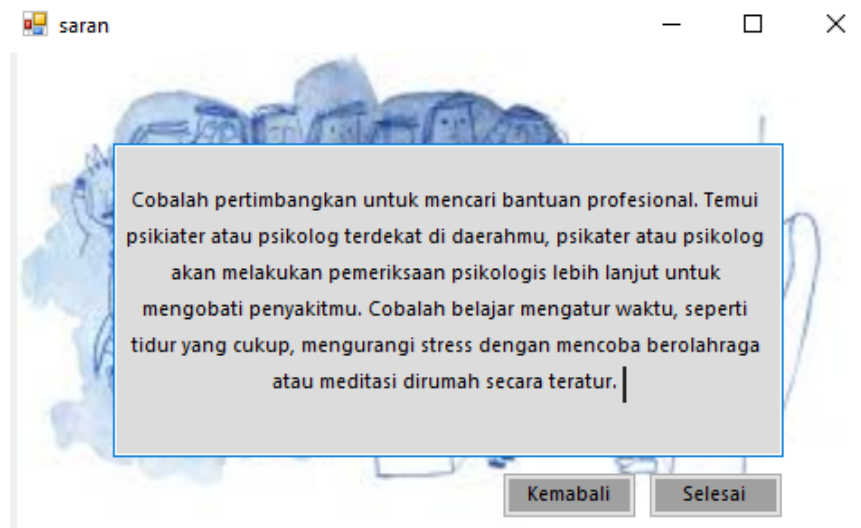 saran
Cobalah pertimbangkan untuk mencari bantuan profesional. Temui
psikiater atau psikolog terdekat di daerahmu, psikater atau psikolog
akan melakukan pemeriksaan psikologis lebih lanjut untuk
mengobati penyakitmu. Cobalah belajar mengatur waktu, seperti
tidur yang cukup, mengurangi stress dengan mencoba berolahraga
atau meditasi dirumah secara teratur.
Kemabali
Selesai